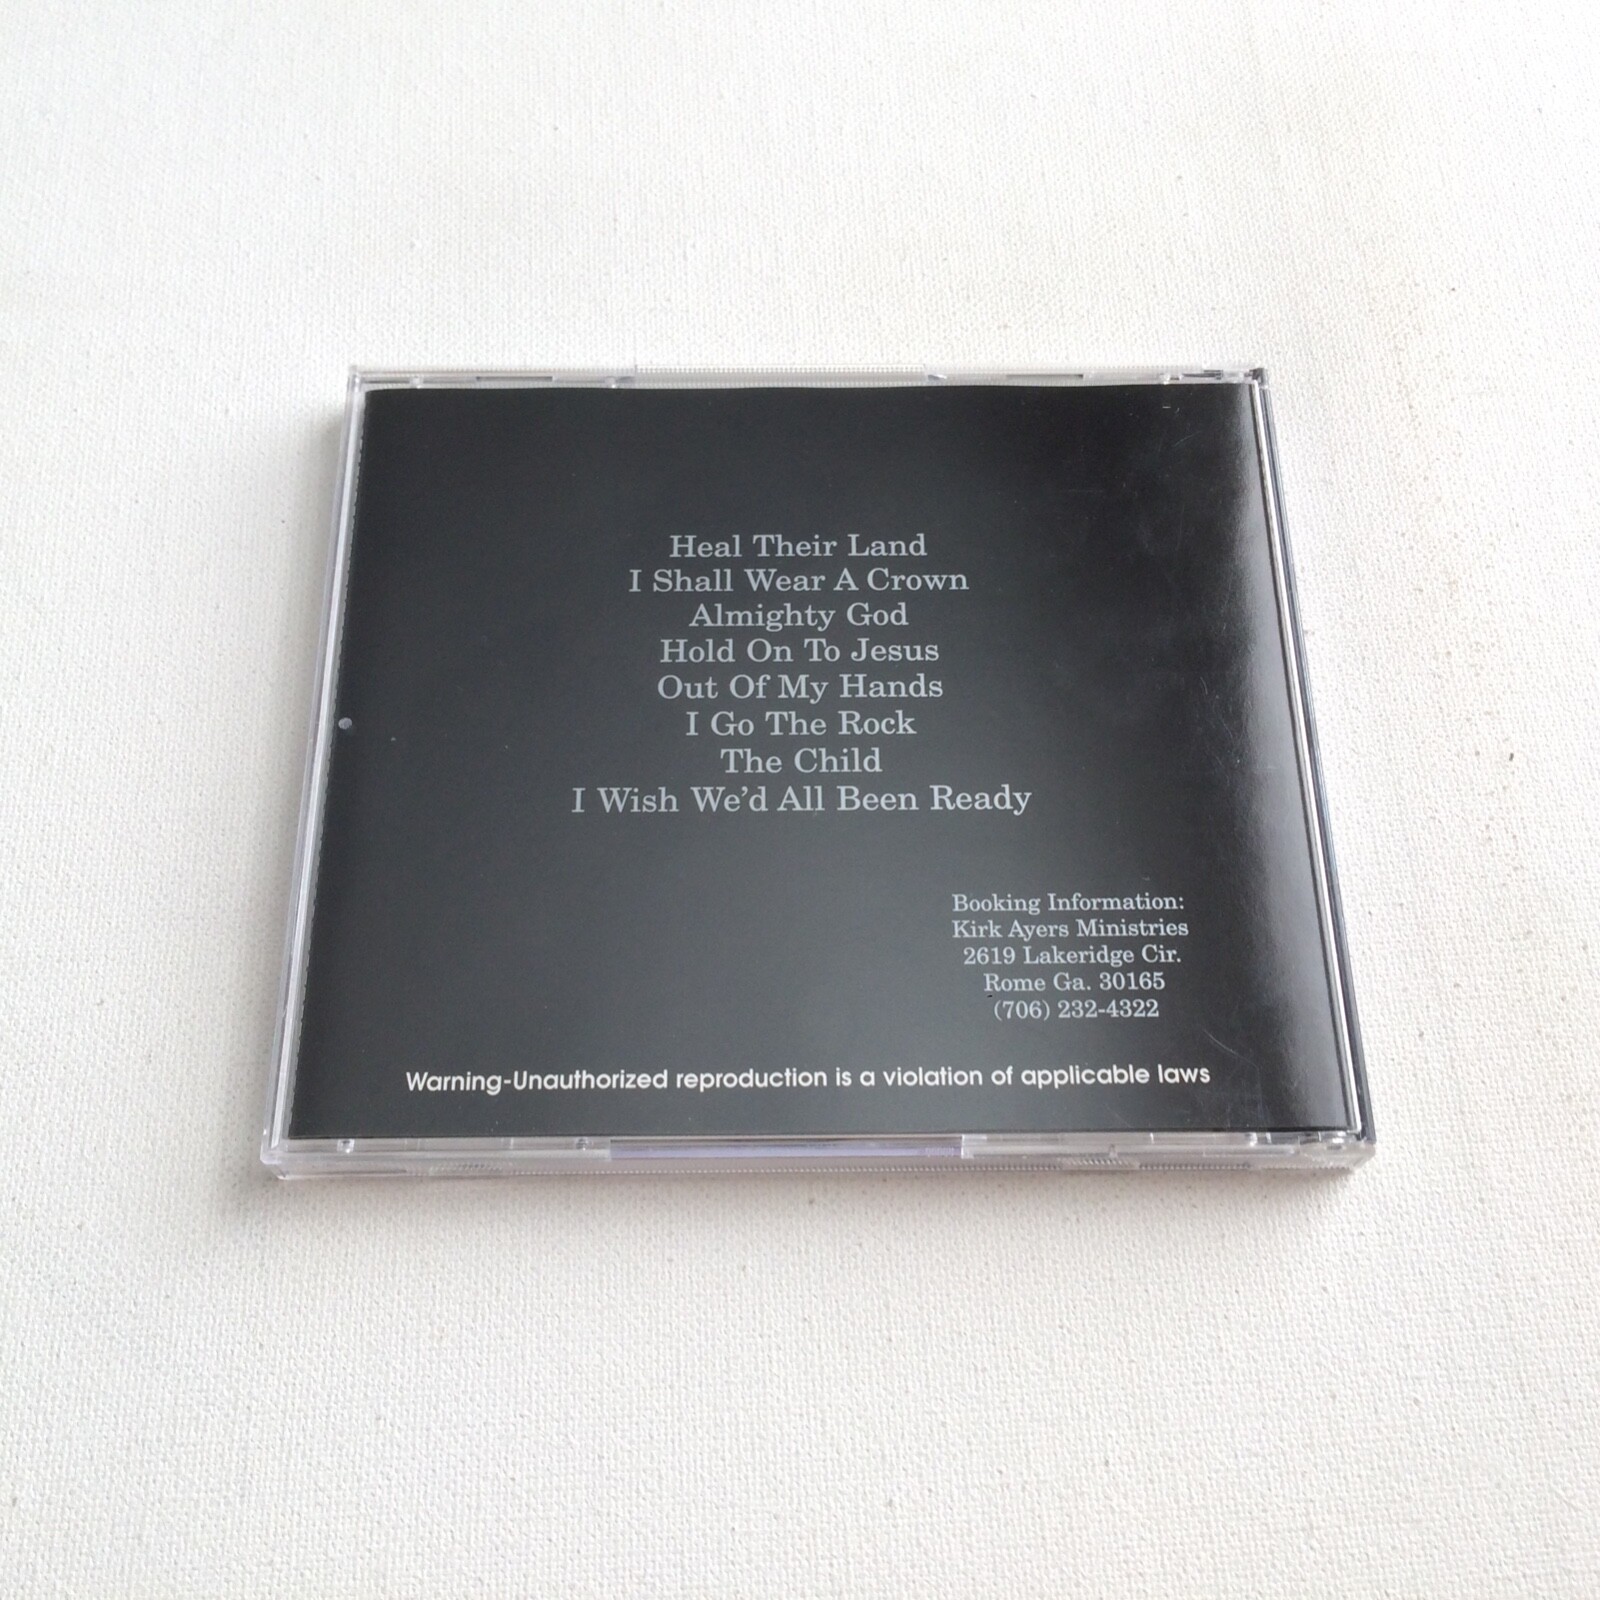 Heal Their Land
I Shall Wear A Crown
Almighty God
Hold On To Jesus
Out Of My Hands
I Go The Rock
The Child
I Wish We'd All Been Ready
Booking Information:
Kirk Ayers Ministries
2619 Lakeridge Cir.
Rome Ga. 30165
(706) 232-4322
Warning-Unauthorized reproduction is a violation of applicable laws